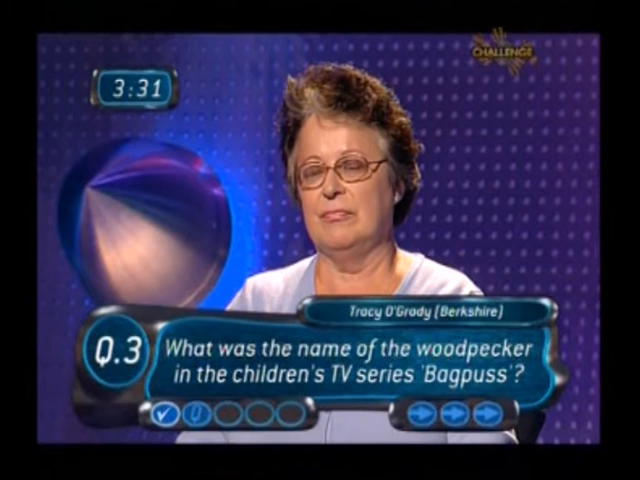 CHALLENGE
3:31
Tracy O'Grady (Berkshire)
Q.3
What was the name of the woodpecker
in the children's TV series 'Bagpuss'?
Q